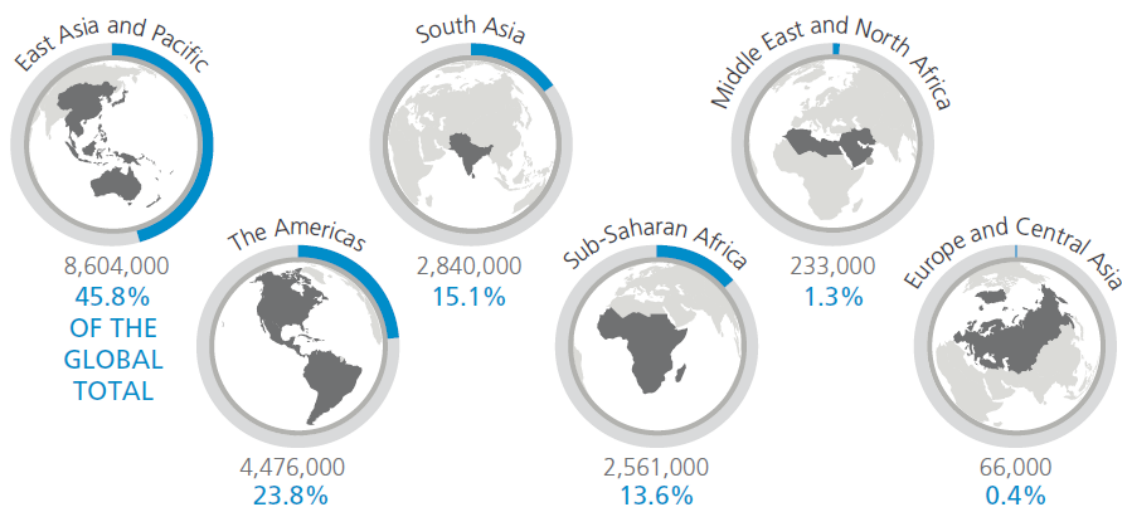 East Asia and Pacific
8,604,000
45.8%
OF THE
GLOBAL
TOTAL
The Americas
4,476,000
23.8%
South Asia
2,840,000
15.1%
Sub-Saharan Africa
2,561,000
13.6%
Middle East and North Africa
233,000
1.3%
Europe and Central Asia
66,000
0.4%